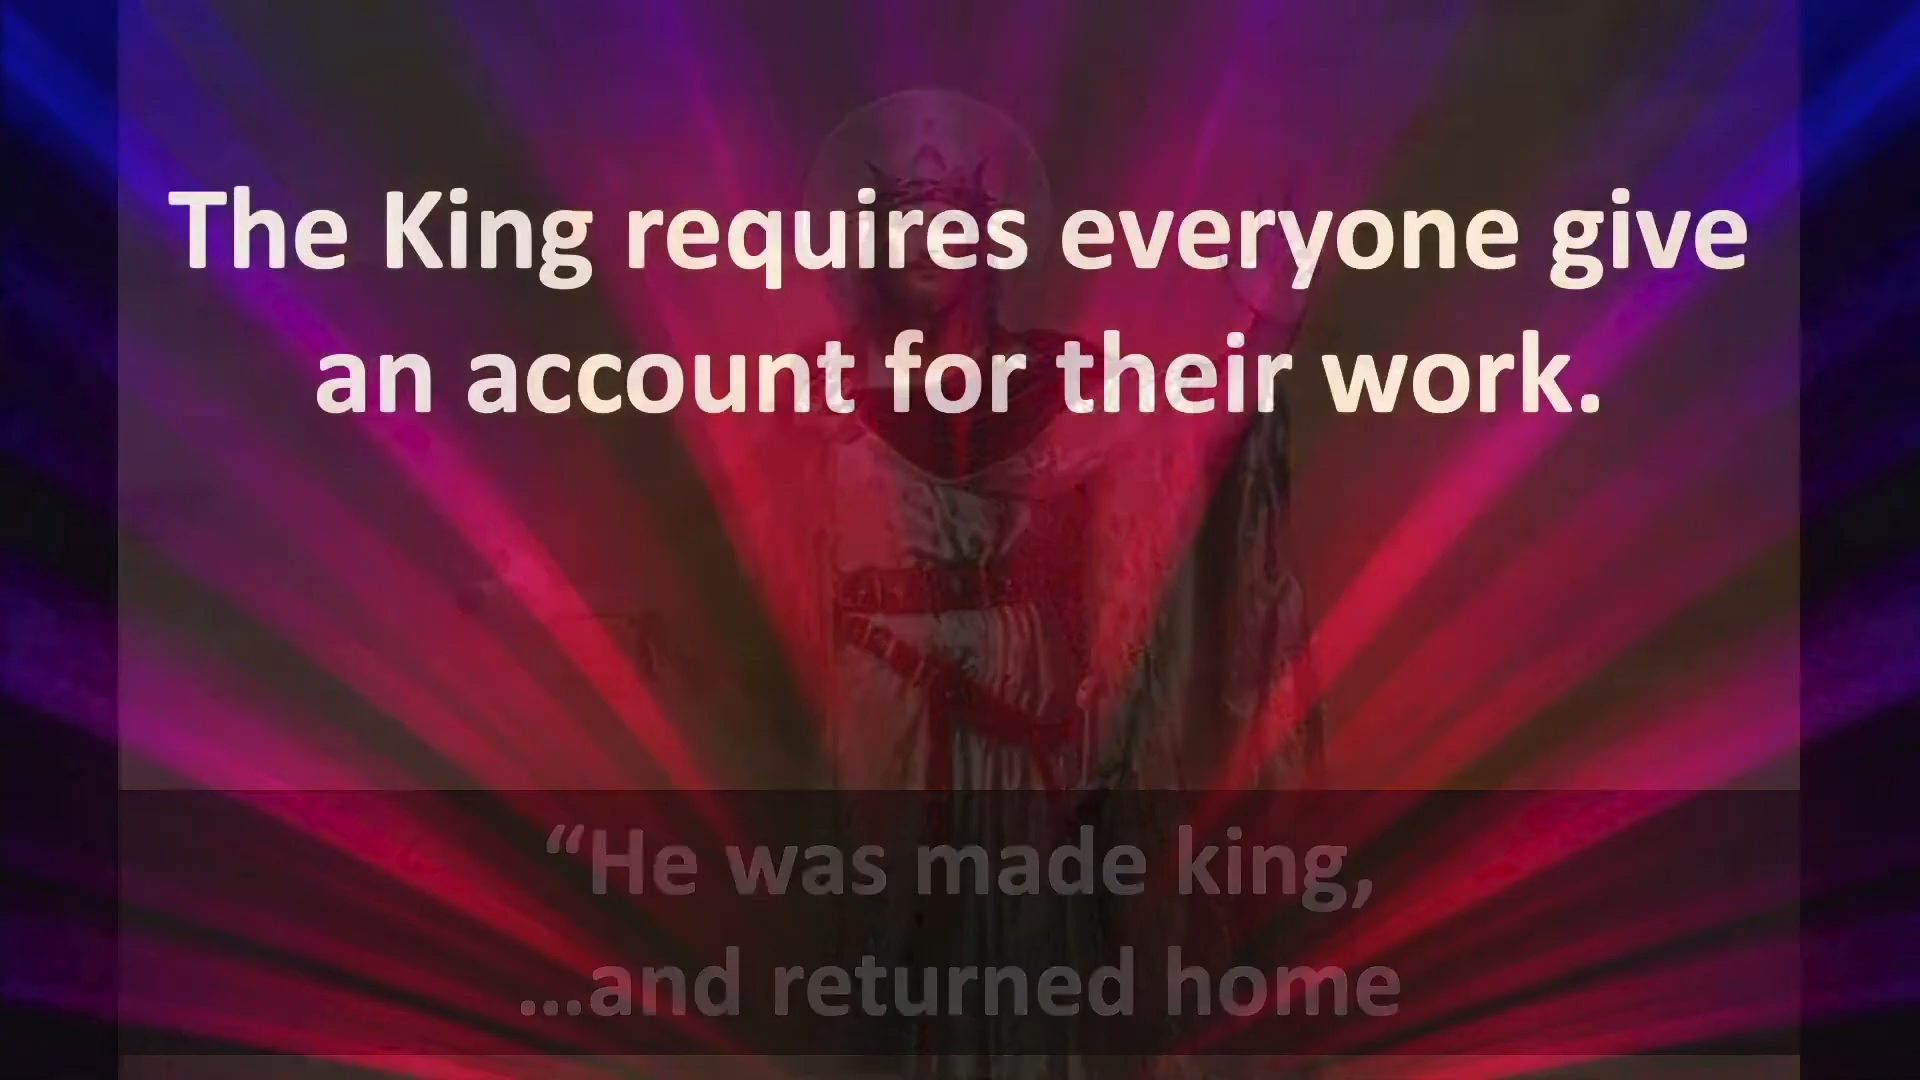 The King requires everyone give
an account for their work.
“He was made king,
...and returned home